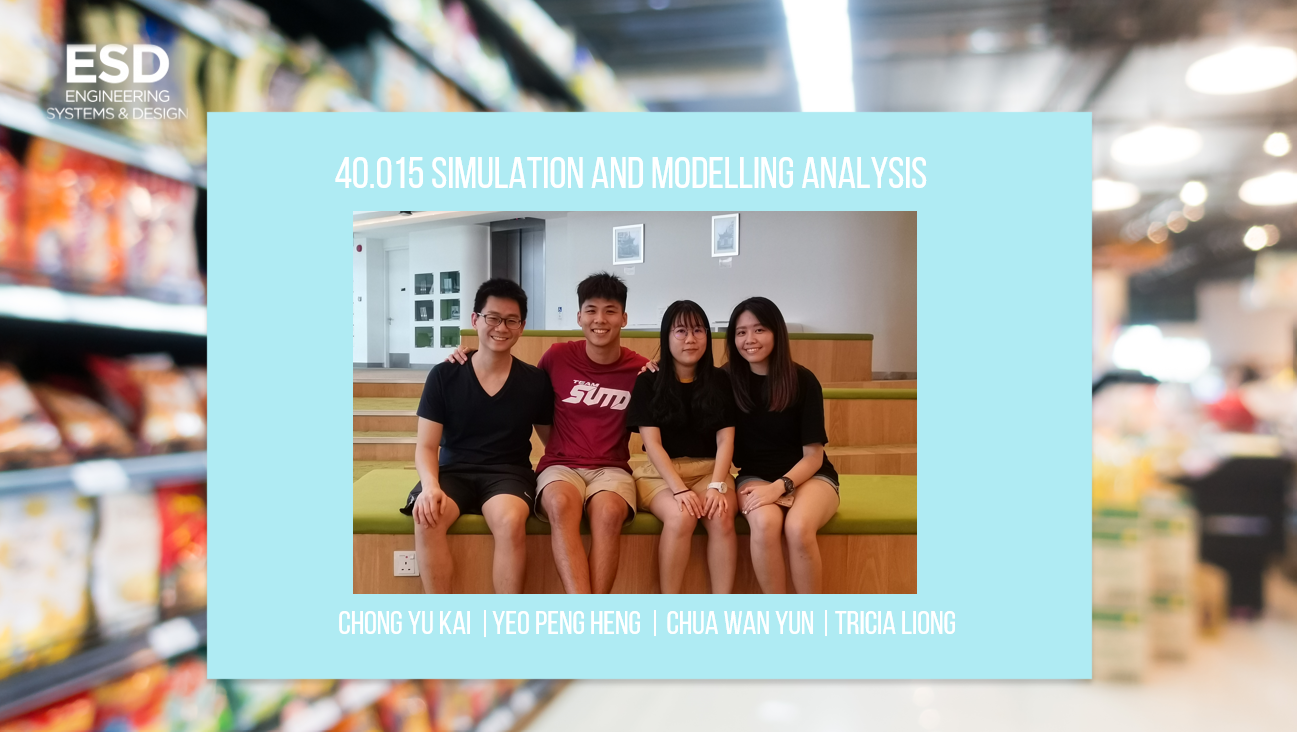 ESD
ENGINEERING
SYSTEMS & DESIGN
40.015 SIMULATION AND MODELLING ANALYSIS
TEAM
SUTD
CHONG YU KAI | YEO PENG HENG | CHUA WAN YUN | TRICIA LIONG